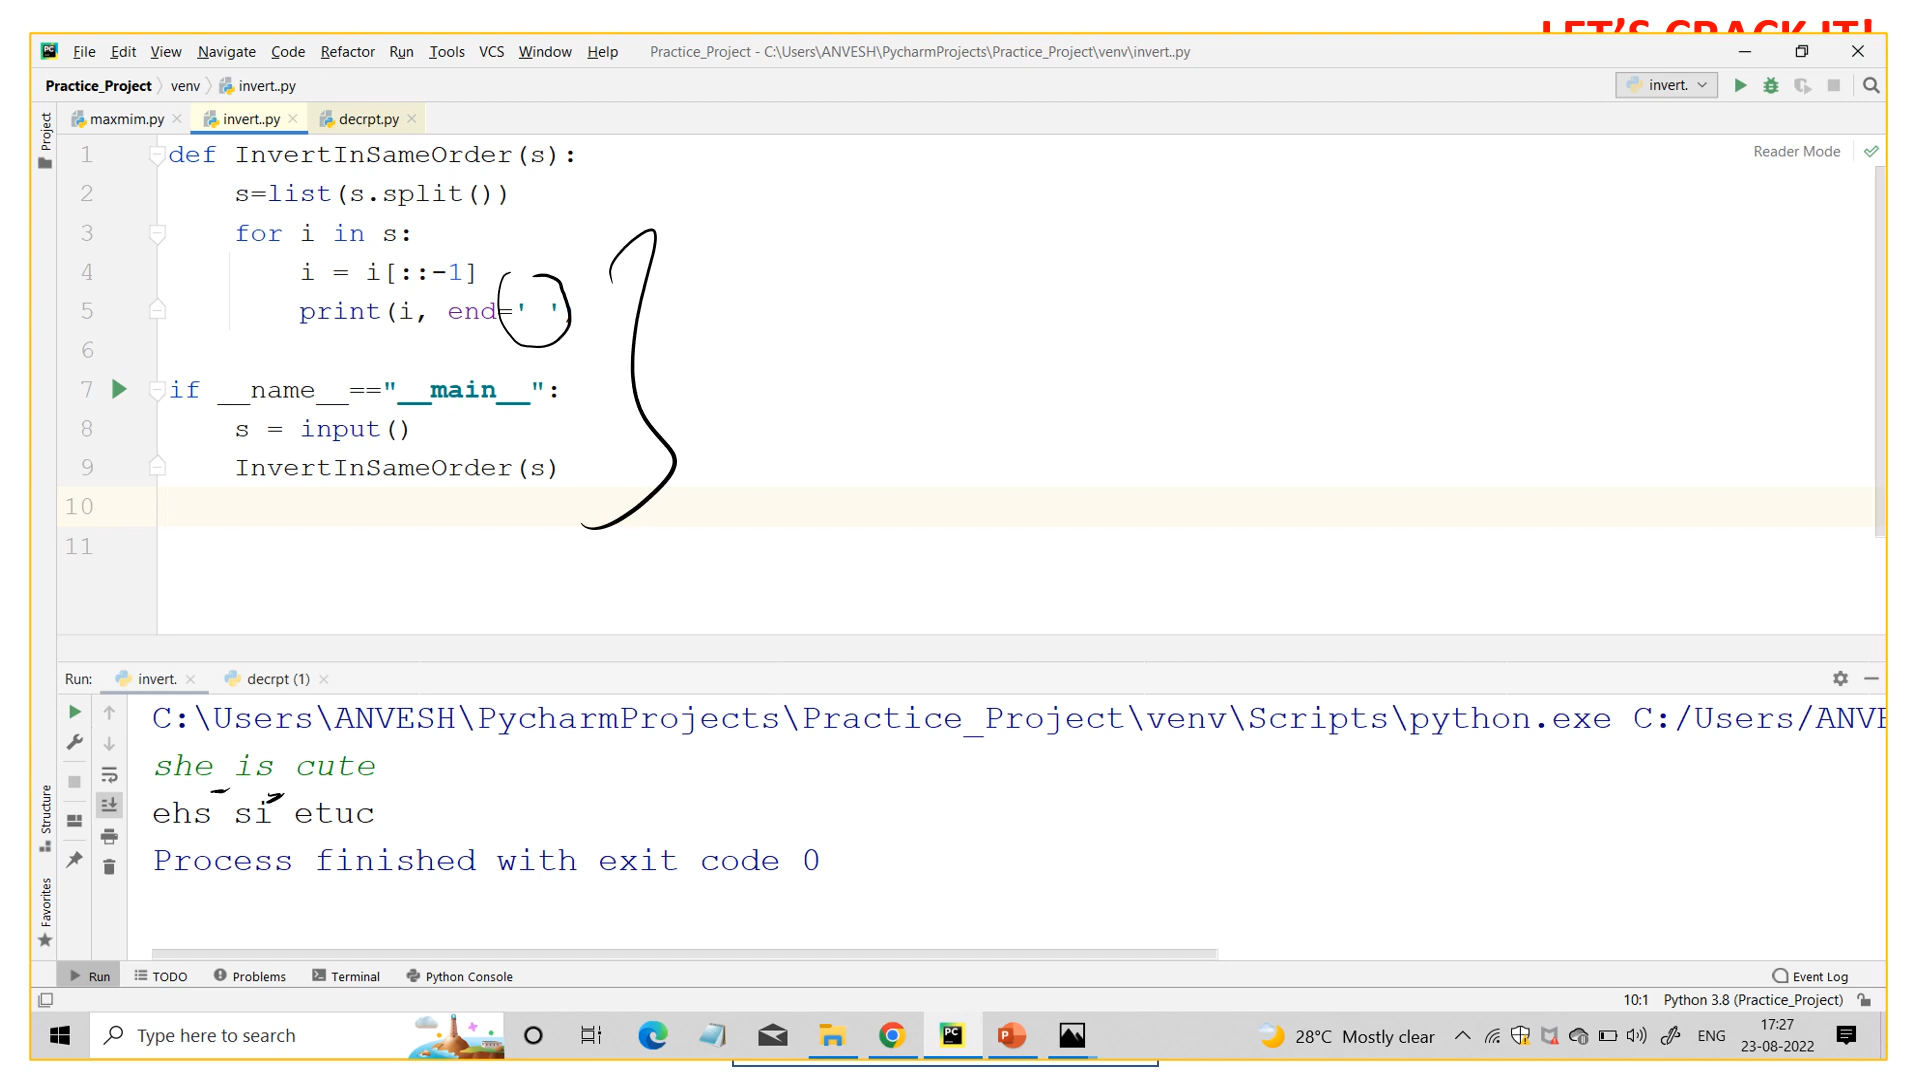 LET'S CRACK IT!
File Edit View Navigate Code Refactor Run Tools VCS Window Help Practice_Project - C:\Users\ANVESH\PycharmProjects\Practice_Project\venv\invert..py
Practice_Project venv invert..py invert.
Project
maxmim.py invert..py decrpt.py
Reader Mode
1 def InvertInSameOrder(s):
2 s=list(s.split())
3 for i in s:
4 i = i[::-1]
5 print(i, end=' ')
6
7 if __name__=="__main__":
8 s = input()
9 InvertInSameOrder(s)
10
11
Run: invert. decrpt (1)
C:\Users\ANVESH\PycharmProjects\Practice_Project\venv\Scripts\python.exe C:/Users/ANVE
she is cute
ehs si etuc
Process finished with exit code 0
Structure
Favorites
Run TODO Problems Terminal Python Console Event Log
10:1 Python 3.8 (Practice_Project)
Type here to search 28°C Mostly clear ENG 17:27
23-08-2022